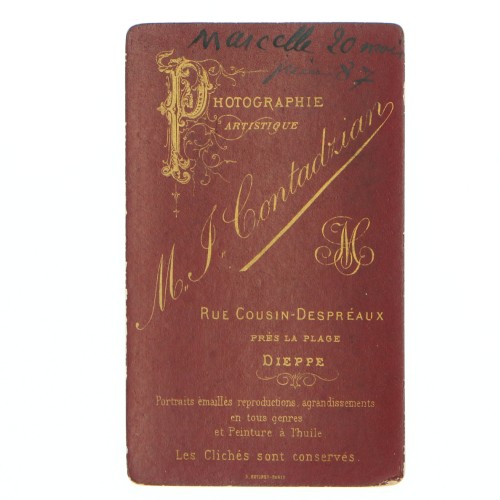 Marcelle 20 mois
juin 87
PHOTOGRAPHIE
ARTISTIQUE
M. J. Contadzian
RUE COUSIN-DESPRÉAUX
PRÈS LA PLAGE
DIEPPE
Portraits émaillés reproductions, agrandissements
en tous genres
et Peinture à l'huile
Les Clichés sont conservés.